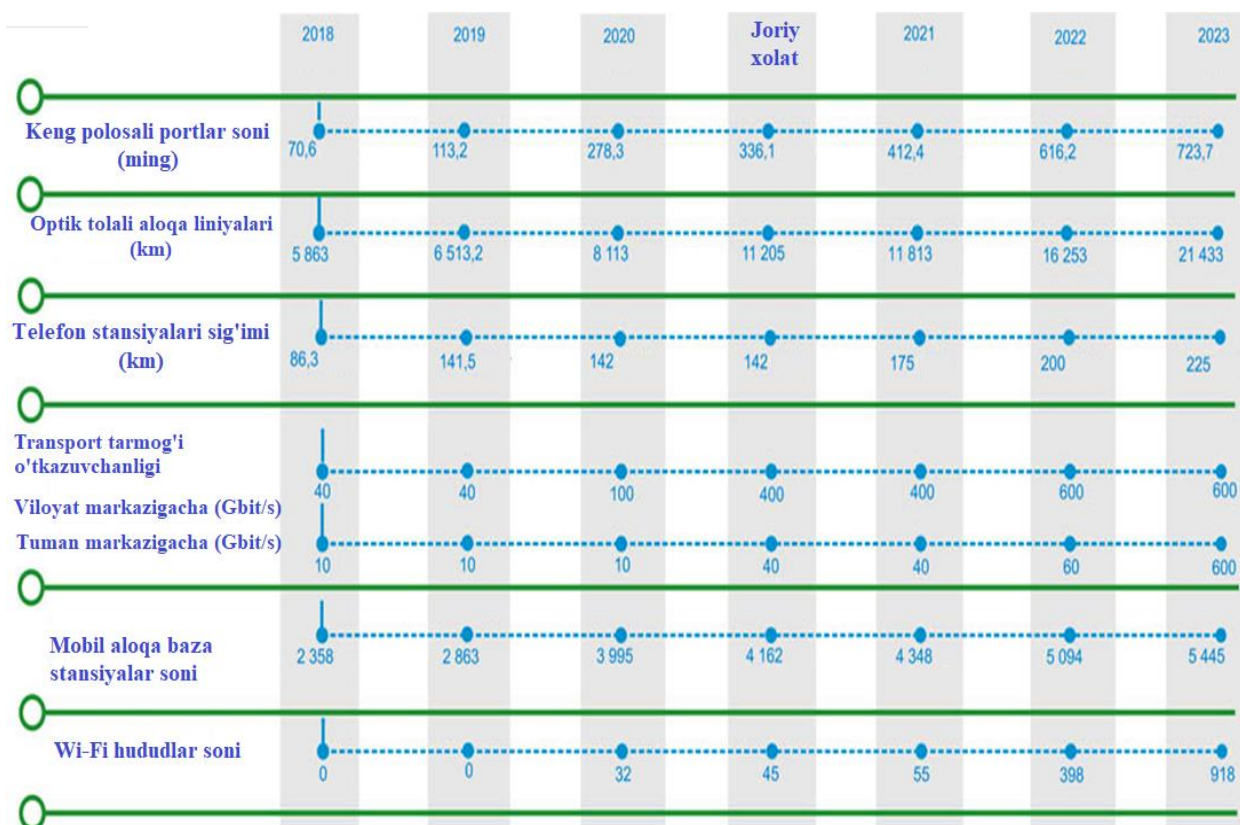 2018 2019 2020 Joriy xolat 2021 2022 2023
Keng polosali portlar soni
(ming)
70,6 113,2 278,3 336,1 412,4 616,2 723,7
Optik tolali aloqa liniyalari
(km)
5 863 6 513,2 8 113 11 205 11 813 16 253 21 433
Telefon stansiyalari sig'imi
(km)
86,3 141,5 142 142 175 200 225
Transport tarmog'i
o'tkazuvchanligi
40 40 100 400 400 600 600
Viloyat markazigacha (Gbit/s)
Tuman markazigacha (Gbit/s)
10 10 10 40 40 60 600
Mobil aloqa baza
stansiyalar soni
2 358 2 863 3 995 4 162 4 348 5 094 5 445
Wi-Fi hududlar soni
0 0 32 45 55 398 918